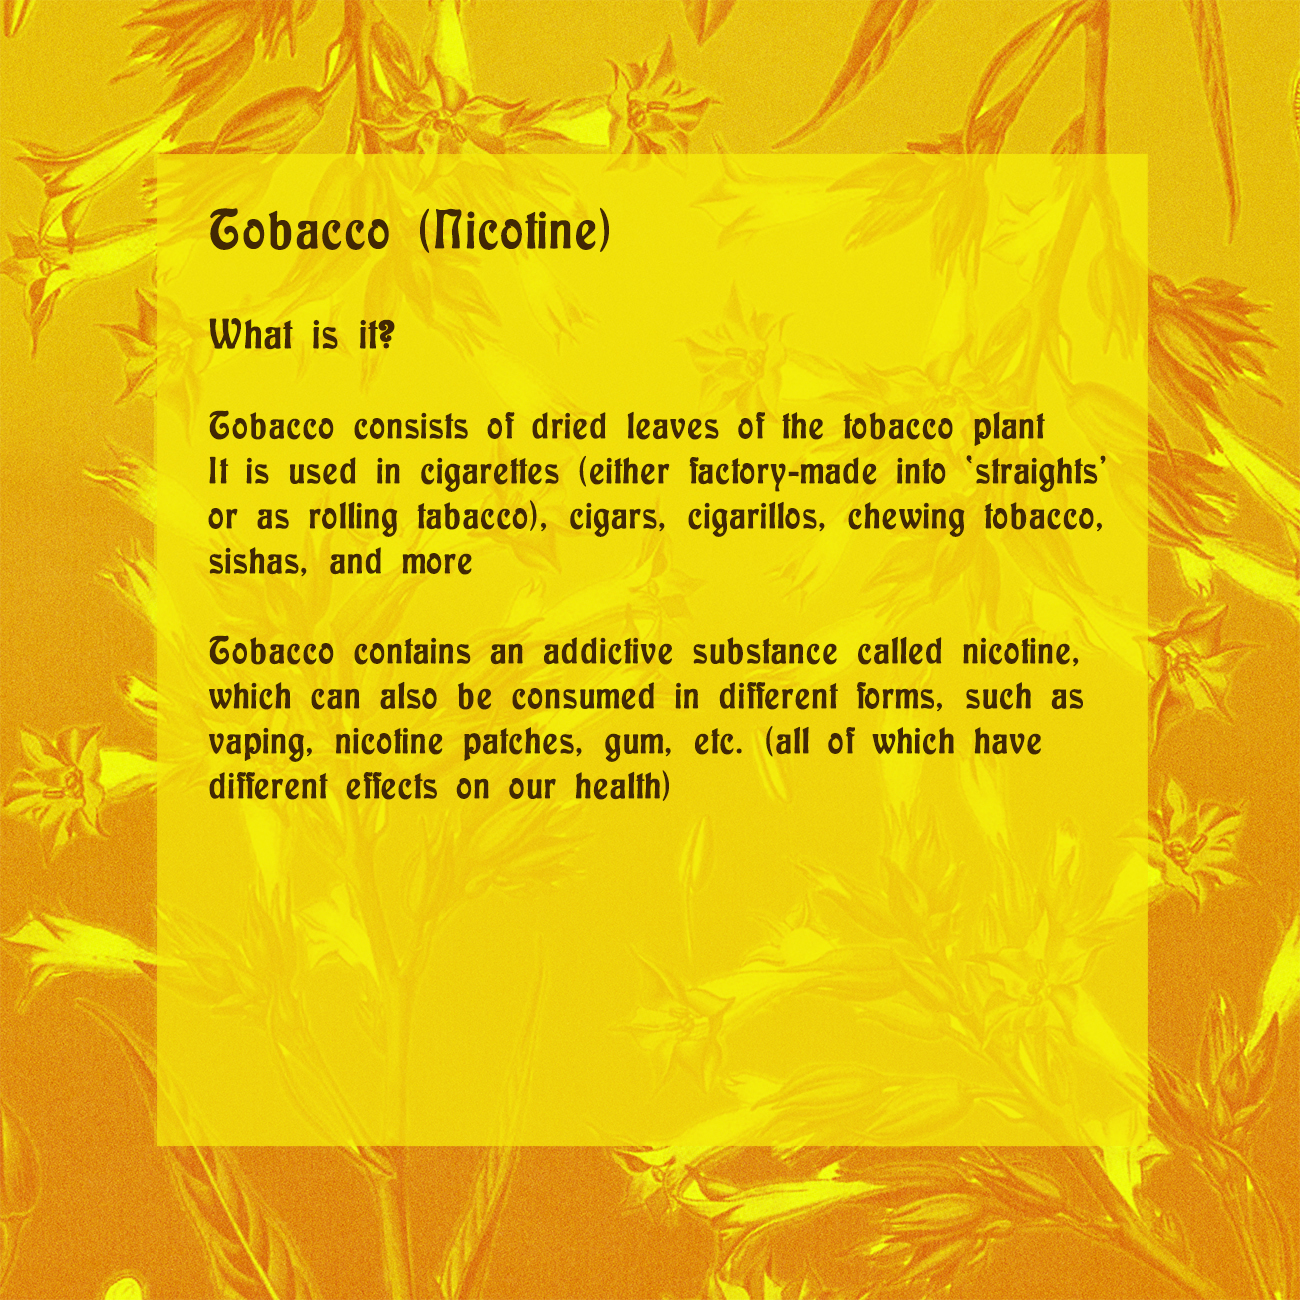 Tobacco (Nicotine)
What is it?
Tobacco consists of dried leaves of the tobacco plant
It is used in cigarettes (either factory-made into ‘straights’
or as rolling tabacco), cigars, cigarillos, chewing tobacco,
sishas, and more
Tobacco contains an addictive substance called nicotine,
which can also be consumed in different forms, such as
vaping, nicotine patches, gum, etc. (all of which have
different effects on our health)